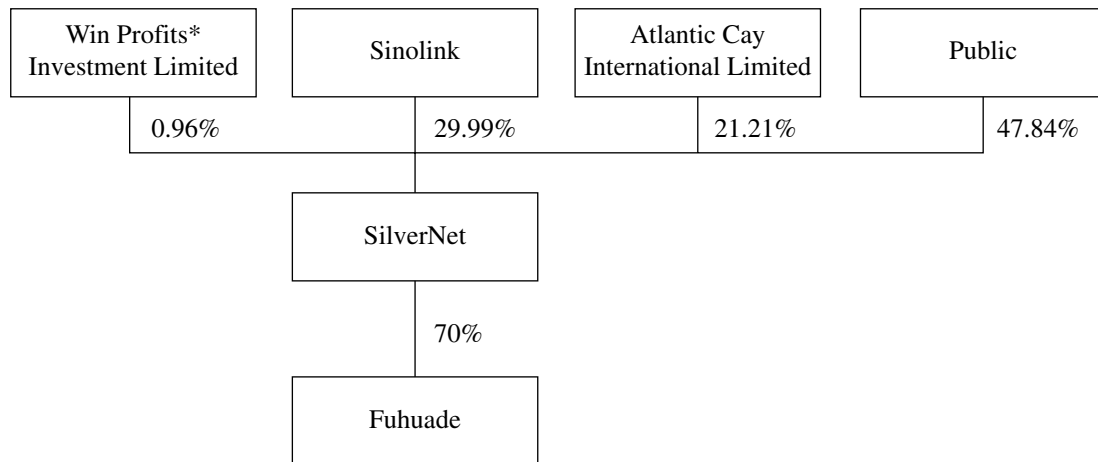 Win Profits*
Investment Limited
Sinolink
Atlantic Cay
International Limited
Public
0.96%
29.99%
21.21%
47.84%
SilverNet
70%
Fuhuade